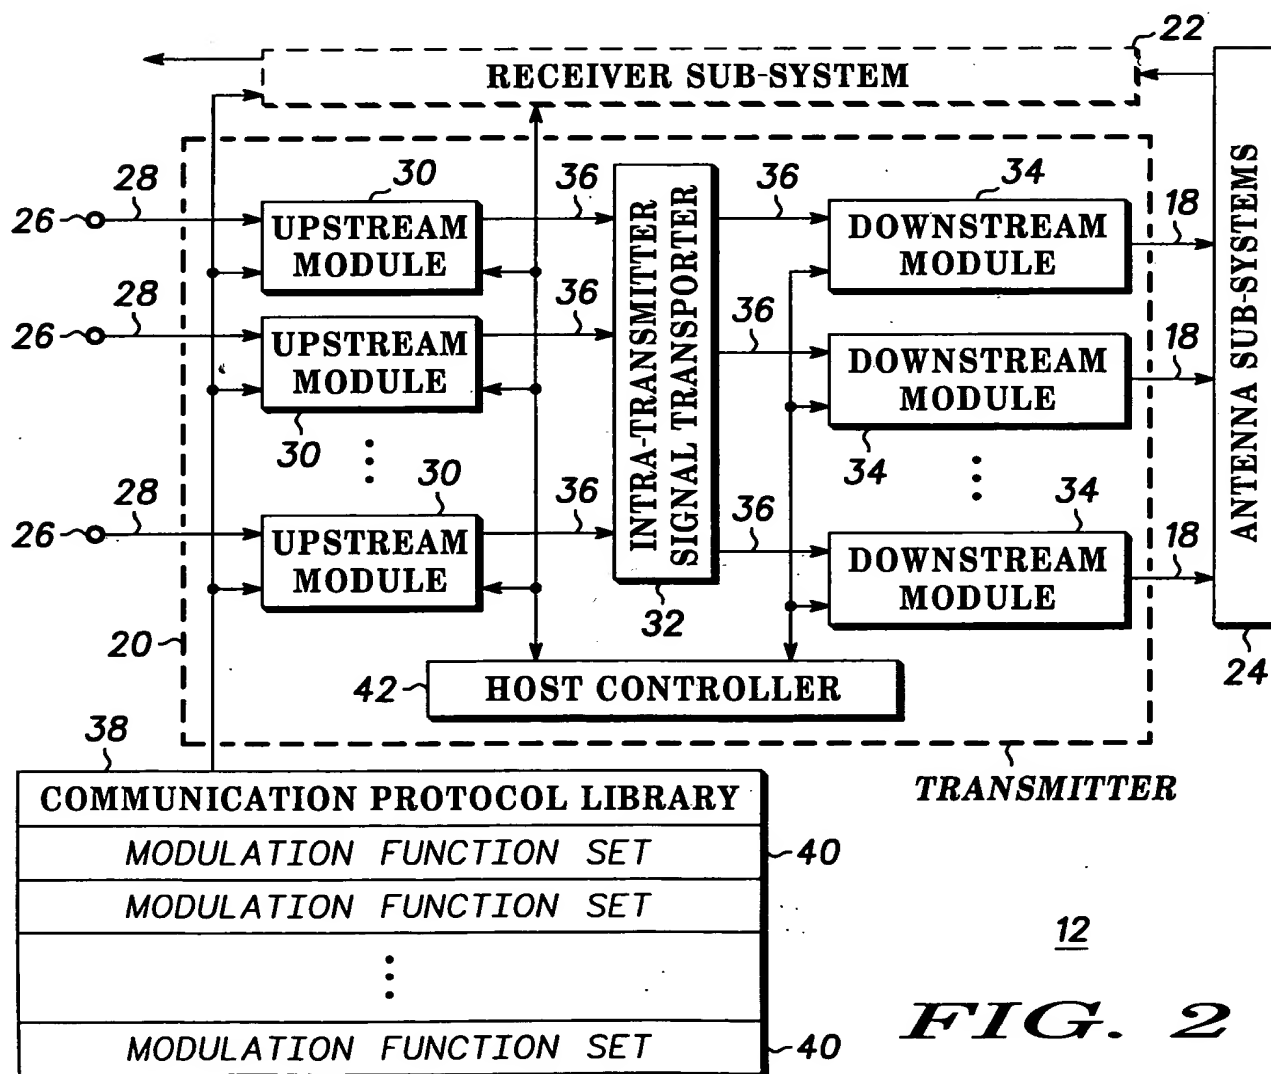 22
RECEIVER SUB-SYSTEM
28
30
36
36
34
18
26
UPSTREAM
MODULE
DOWNSTREAM
MODULE
28
36
36
18
26
UPSTREAM
MODULE
DOWNSTREAM
MODULE
30
34
INTRA-TRANSMITTER
SIGNAL TRANSPORTER
32
ANTENNA SUB-SYSTEMS
24
28
30
36
36
34
18
26
UPSTREAM
MODULE
DOWNSTREAM
MODULE
20
42
HOST CONTROLLER
38
TRANSMITTER
COMMUNICATION PROTOCOL LIBRARY
MODULATION FUNCTION SET
40
MODULATION FUNCTION SET
MODULATION FUNCTION SET
40
12
FIG. 2